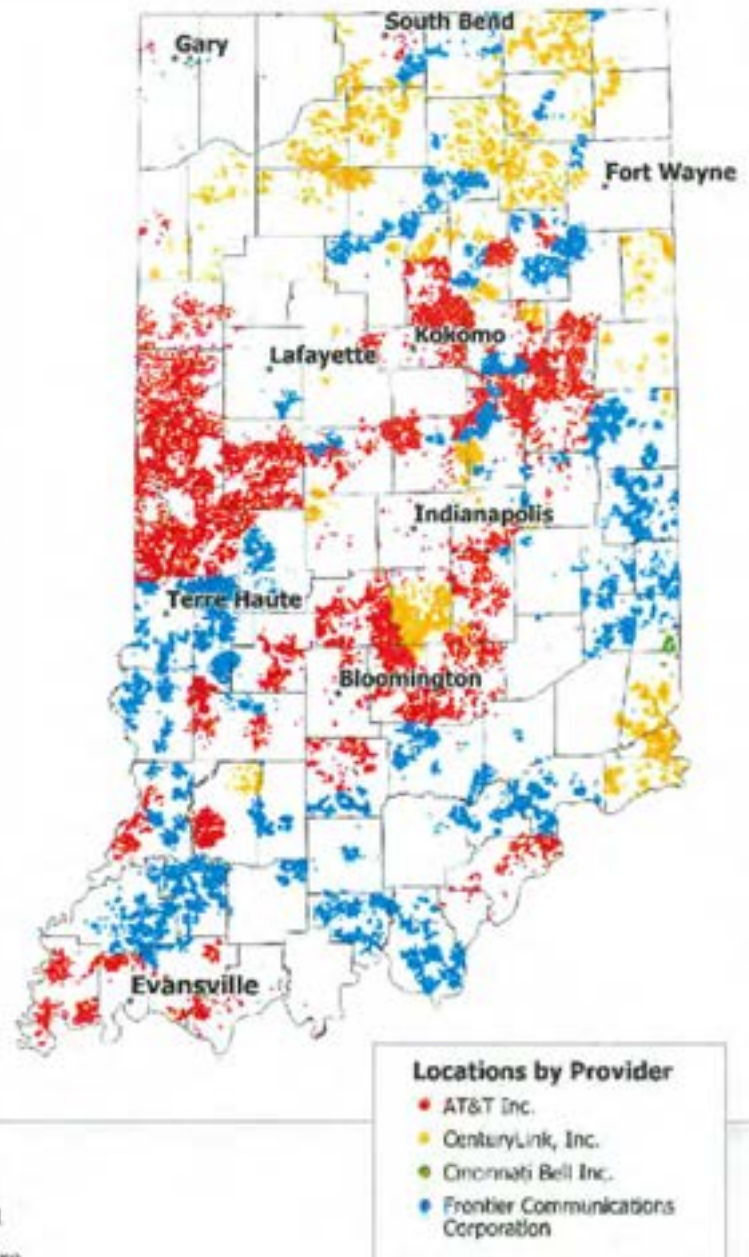 South Bend
Gary
Fort Wayne
Kokomo
Lafayette
Indianapolis
Terre Haute
Bloomington
Evansville
Locations by Provider
AT&T Inc.
CenturyLink, Inc.
Cincinnati Bell Inc.
Frontier Communications
Corporation